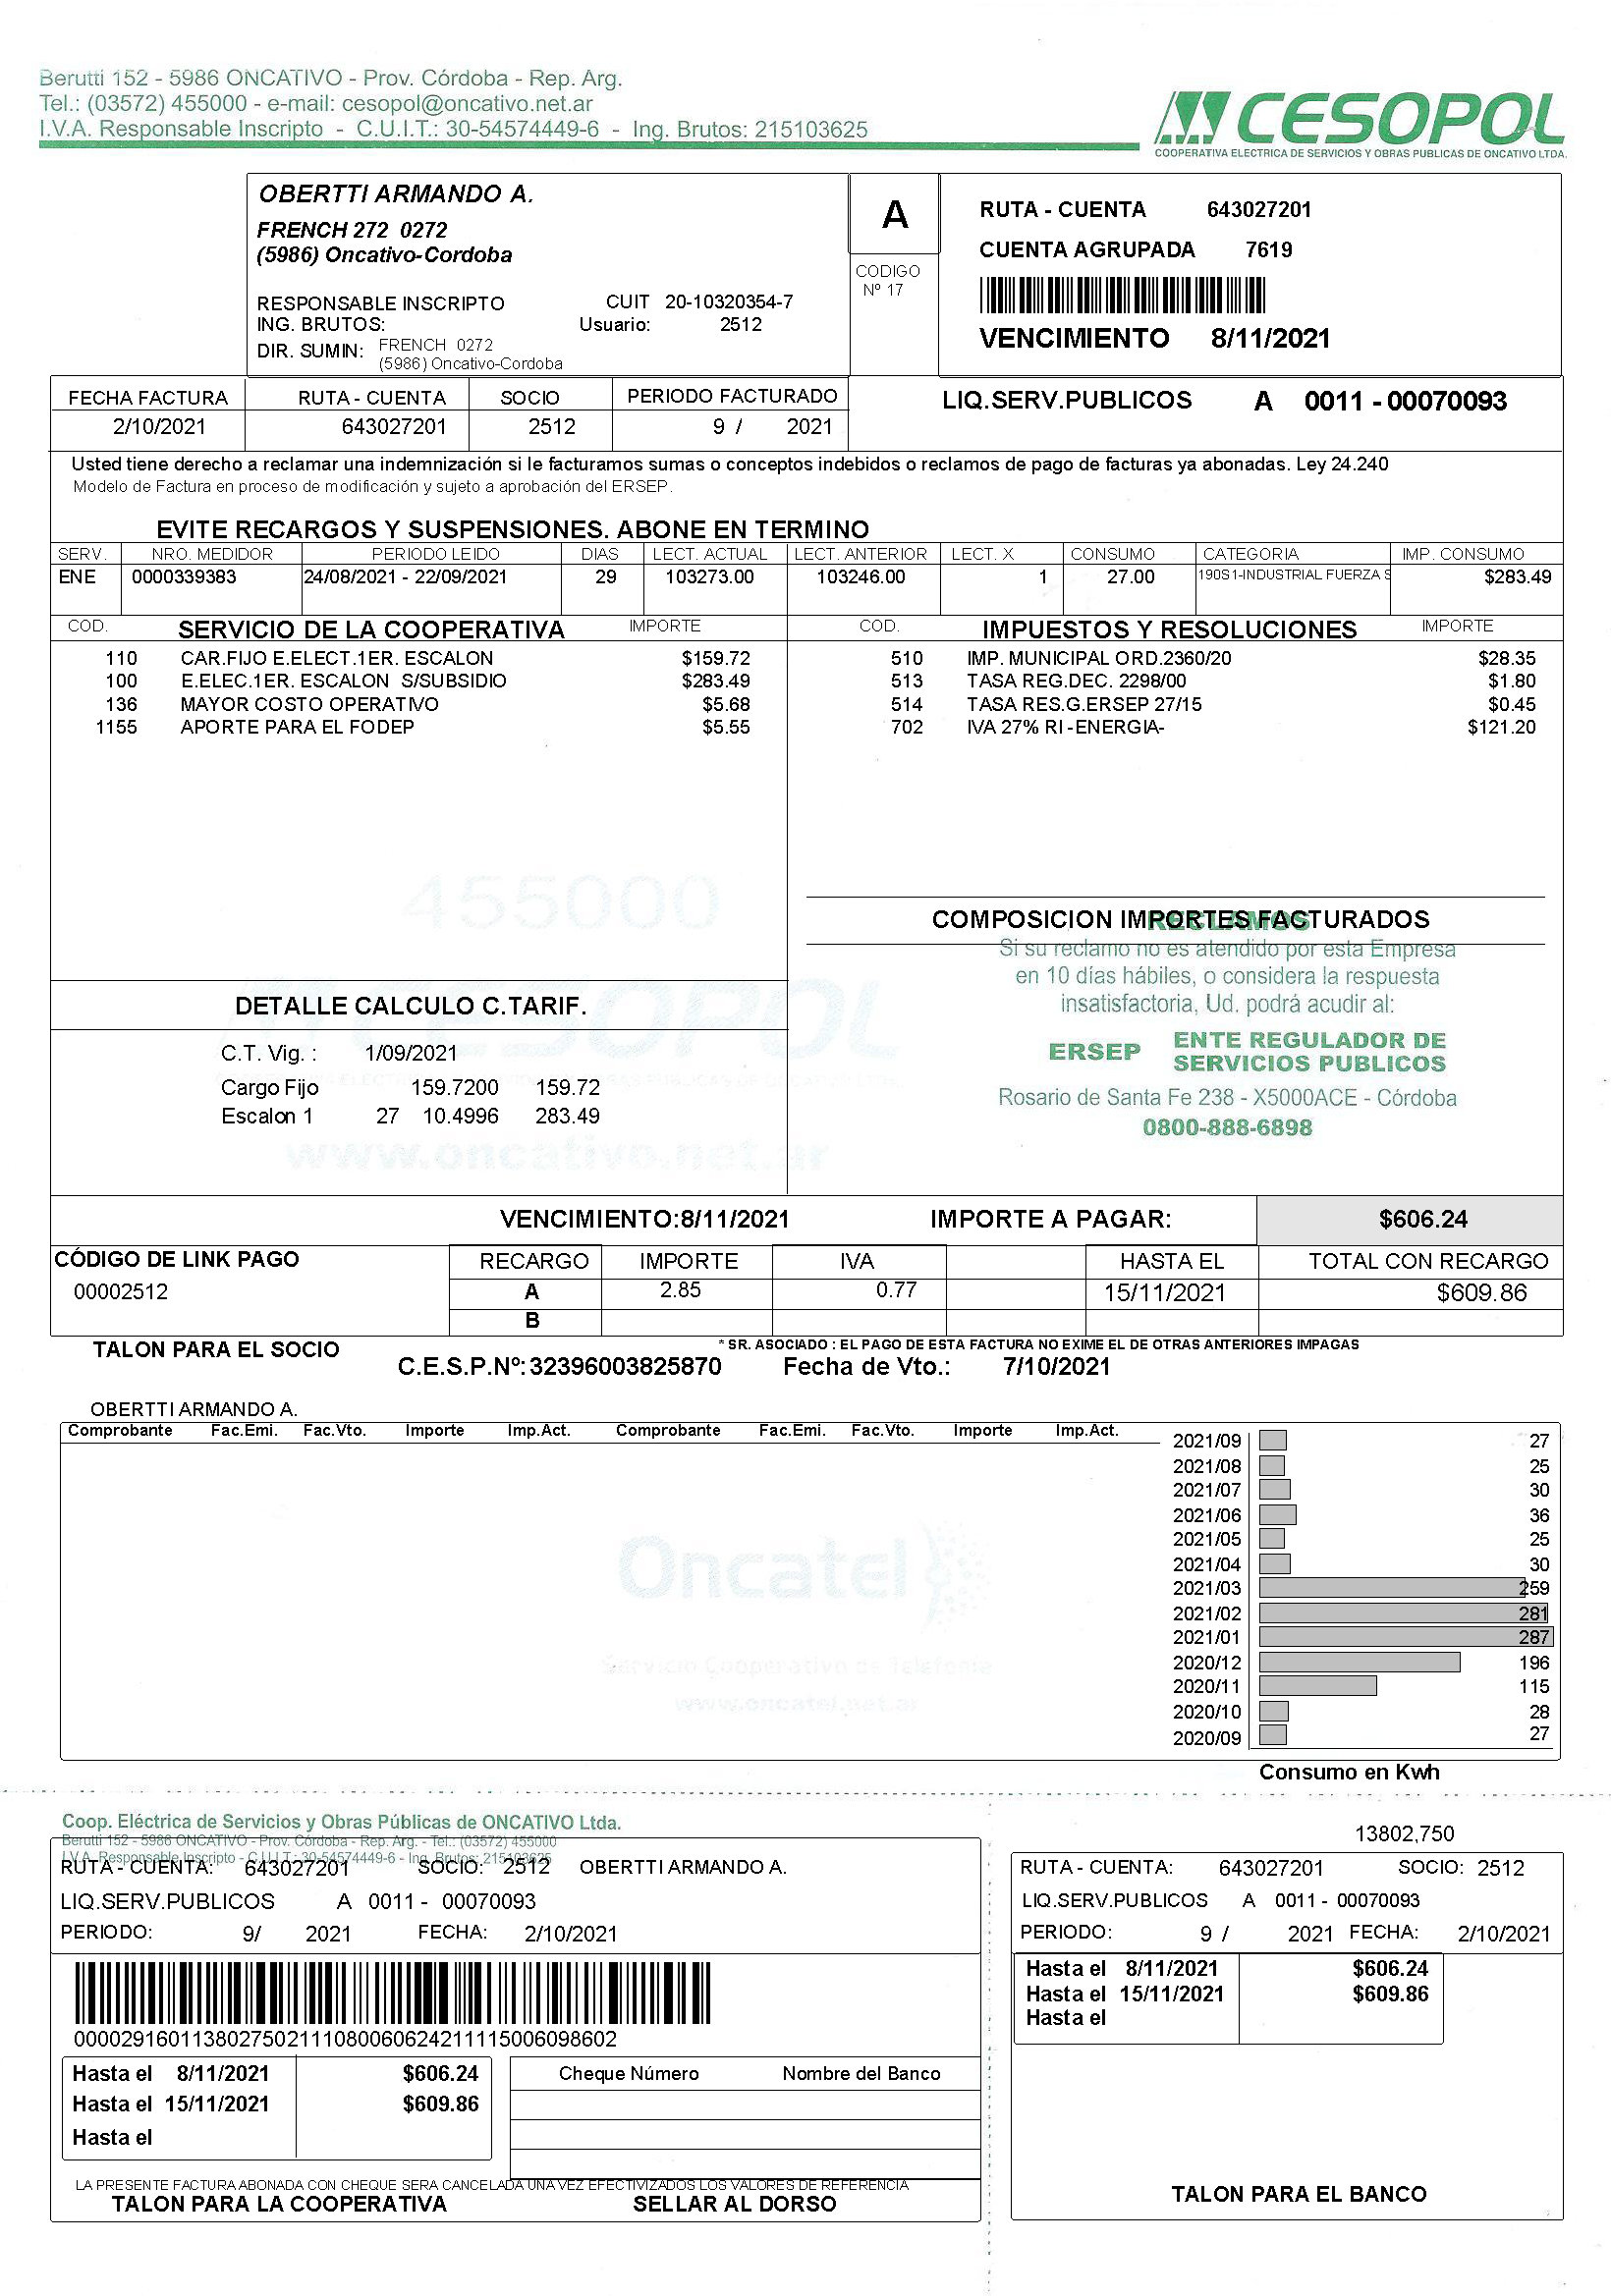 Berutti 152 - 5986 ONCATIVO - Prov. Córdoba - Rep. Arg.
Tel.: (03572) 455000 - e-mail: cesopol@oncativo.net.ar
I.V.A. Responsable Inscripto - C.U.I.T.: 30-54574449-6 - Ing. Brutos: 215103625
CESOPOL
COOPERATIVA ELECTRICA DE SERVICIOS Y OBRAS PUBLICAS DE ONCATIVO LTDA.
OBERTTI ARMANDO A.
FRENCH 272 0272
(5986) Oncativo-Cordoba
RESPONSABLE INSCRIPTO CUIT 20-10320354-7
ING. BRUTOS: Usuario: 2512
DIR. SUMIN: FRENCH 0272
(5986) Oncativo-Cordoba
A
CODIGO
Nº 17
RUTA - CUENTA 643027201
CUENTA AGRUPADA 7619
VENCIMIENTO 8/11/2021
FECHA FACTURA RUTA - CUENTA SOCIO PERIODO FACTURADO
2/10/2021 643027201 2512 9 / 2021
LIQ.SERV.PUBLICOS A 0011 - 00070093
Usted tiene derecho a reclamar una indemnización si le facturamos sumas o conceptos indebidos o reclamos de pago de facturas ya abonadas. Ley 24.240
Modelo de Factura en proceso de modificación y sujeto a aprobación del ERSEP.
EVITE RECARGOS Y SUSPENSIONES. ABONE EN TERMINO
SERV. NRO. MEDIDOR PERIODO LEIDO DIAS LECT. ACTUAL LECT. ANTERIOR LECT. X CONSUMO CATEGORIA IMP. CONSUMO
ENE 0000339383 24/08/2021 - 22/09/2021 29 103273.00 103246.00 1 27.00 190S1-INDUSTRIAL FUERZA S $283.49
COD. SERVICIO DE LA COOPERATIVA IMPORTE
110 CAR.FIJO E.ELECT.1ER. ESCALON $159.72
100 E.ELEC.1ER. ESCALON S/SUBSIDIO $283.49
136 MAYOR COSTO OPERATIVO $5.68
1155 APORTE PARA EL FODEP $5.55
COD. IMPUESTOS Y RESOLUCIONES IMPORTE
510 IMP. MUNICIPAL ORD.2360/20 $28.35
513 TASA REG.DEC. 2298/00 $1.80
514 TASA RES.G.ERSEP 27/15 $0.45
702 IVA 27% RI -ENERGIA- $121.20
455000
CESOPOL
www.oncativo.net.ar
DETALLE CALCULO C.TARIF.
C.T. Vig. : 1/09/2021
Cargo Fijo 159.7200 159.72
Escalon 1 27 10.4996 283.49
COMPOSICION IMPORTES FACTURADOS
RECLAMOS
Si su reclamo no es atendido por esta Empresa
en 10 días hábiles, o considera la respuesta
insatisfactoria, Ud. podrá acudir al:
ERSEP ENTE REGULADOR DE
SERVICIOS PUBLICOS
Rosario de Santa Fe 238 - X5000ACE - Córdoba
0800-888-6898
VENCIMIENTO:8/11/2021 IMPORTE A PAGAR: $606.24
CÓDIGO DE LINK PAGO RECARGO IMPORTE IVA HASTA EL TOTAL CON RECARGO
00002512 A 2.85 0.77 15/11/2021 $609.86
B
TALON PARA EL SOCIO * SR. ASOCIADO : EL PAGO DE ESTA FACTURA NO EXIME EL DE OTRAS ANTERIORES IMPAGAS
C.E.S.P.Nº: 32396003825870 Fecha de Vto.: 7/10/2021
OBERTTI ARMANDO A.
Comprobante Fac.Emi. Fac.Vto. Importe Imp.Act. Comprobante Fac.Emi. Fac.Vto. Importe Imp.Act.
2021/09 27
2021/08 25
2021/07 30
2021/06 36
2021/05 25
2021/04 30
2021/03 259
2021/02 281
2021/01 287
2020/12 196
2020/11 115
2020/10 28
2020/09 27
Consumo en Kwh
Oncatel
Servicio Cooperativo de Telefonía
www.oncatel.net.ar
Coop. Eléctrica de Servicios y Obras Públicas de ONCATIVO Ltda.
Berutti 152 - 5986 ONCATIVO - Prov. Córdoba - Rep. Arg. - Tel.: (03572) 455000
I.V.A. Responsable Inscripto - C.U.I.T.: 30-54574449-6 - Ing. Brutos: 215103625
RUTA - CUENTA: 643027201 SOCIO: 2512 OBERTTI ARMANDO A.
LIQ.SERV.PUBLICOS A 0011 - 00070093
PERIODO: 9/ 2021 FECHA: 2/10/2021
0000291601138027502111080060624211115006098602
Hasta el 8/11/2021 $606.24
Hasta el 15/11/2021 $609.86
Hasta el
Cheque Número Nombre del Banco
LA PRESENTE FACTURA ABONADA CON CHEQUE SERA CANCELADA UNA VEZ EFECTIVIZADOS LOS VALORES DE REFERENCIA
TALON PARA LA COOPERATIVA SELLAR AL DORSO
13802,750
RUTA - CUENTA: 643027201 SOCIO: 2512
LIQ.SERV.PUBLICOS A 0011 - 00070093
PERIODO: 9 / 2021 FECHA: 2/10/2021
Hasta el 8/11/2021 $606.24
Hasta el 15/11/2021 $609.86
Hasta el
TALON PARA EL BANCO